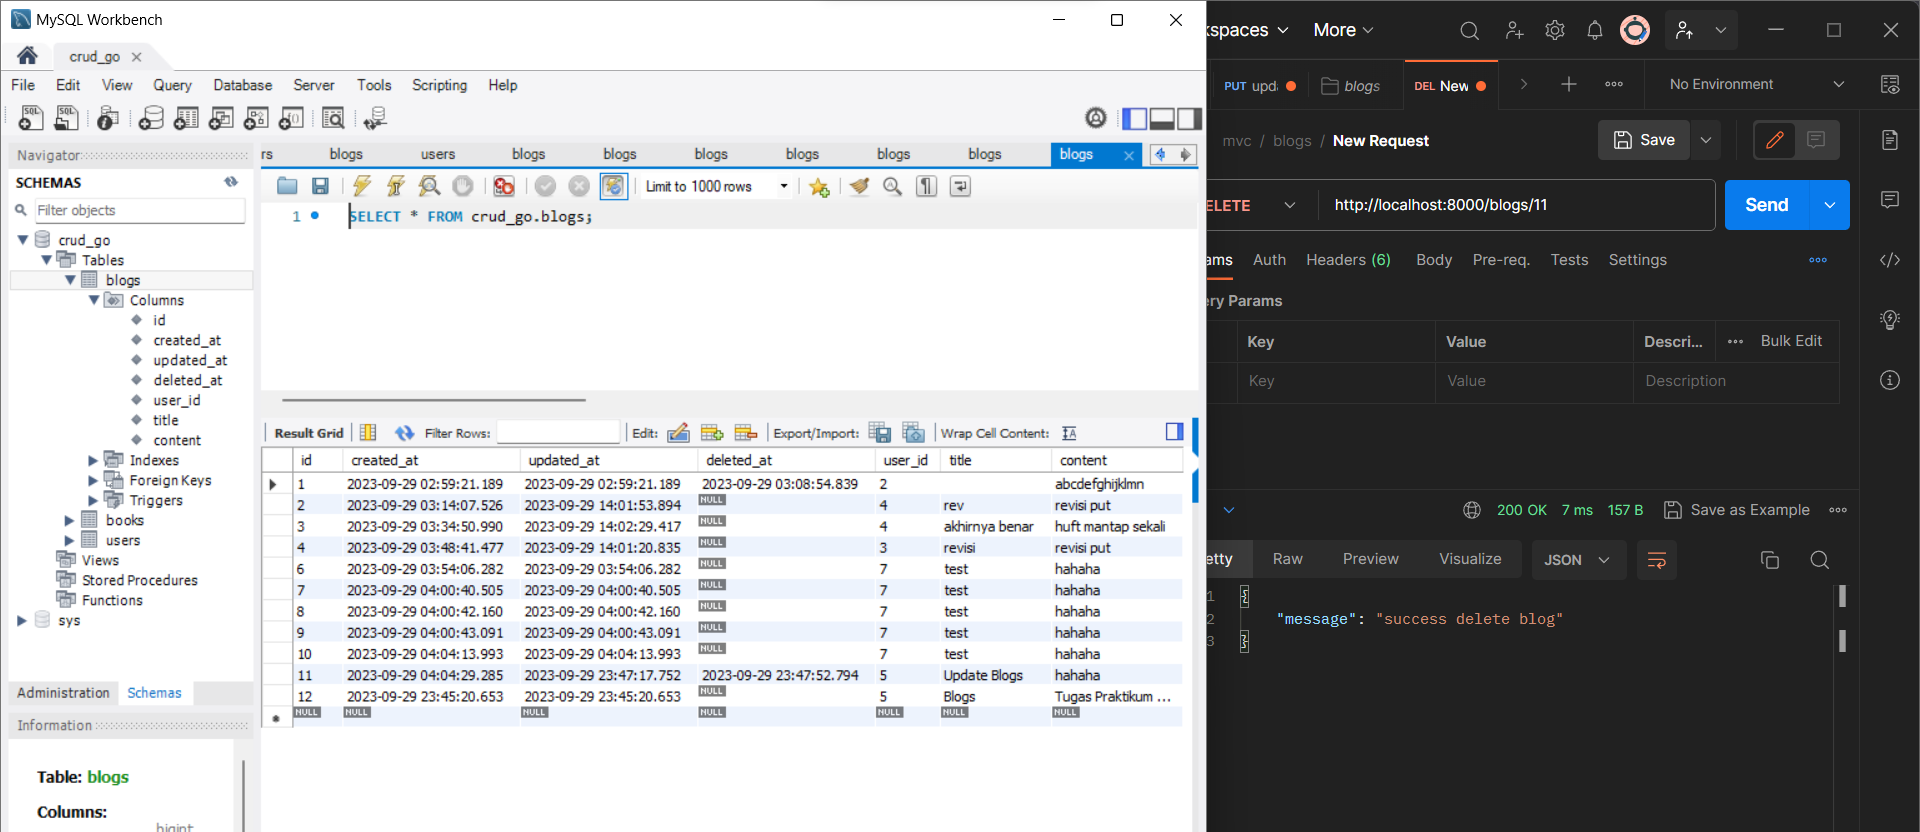 MySQL Workbench
crud_go
File Edit View Query Database Server Tools Scripting Help
Navigator
SCHEMAS
Filter objects
crud_go
Tables
blogs
Columns
id
created_at
updated_at
deleted_at
user_id
title
content
Indexes
Foreign Keys
Triggers
books
users
Views
Stored Procedures
Functions
sys
Administration Schemas
Information
Table: blogs
Columns:
bigint
rs blogs users blogs blogs blogs blogs blogs blogs blogs
Limit to 1000 rows
1 SELECT * FROM crud_go.blogs;
Result Grid Filter Rows: Edit: Export/Import: Wrap Cell Content:
id created_at updated_at deleted_at user_id title content
1 2023-09-29 02:59:21.189 2023-09-29 02:59:21.189 2023-09-29 03:08:54.839 2 abcdefghijklmn
2 2023-09-29 03:14:07.526 2023-09-29 14:01:53.894 NULL 4 rev revisi put
3 2023-09-29 03:34:50.990 2023-09-29 14:02:29.417 NULL 4 akhirnya benar huft mantap sekali
4 2023-09-29 03:48:41.477 2023-09-29 14:01:20.835 NULL 3 revisi revisi put
6 2023-09-29 03:54:06.282 2023-09-29 03:54:06.282 NULL 7 test hahaha
7 2023-09-29 04:00:40.505 2023-09-29 04:00:40.505 NULL 7 test hahaha
8 2023-09-29 04:00:42.160 2023-09-29 04:00:42.160 NULL 7 test hahaha
9 2023-09-29 04:00:43.091 2023-09-29 04:00:43.091 NULL 7 test hahaha
10 2023-09-29 04:04:13.993 2023-09-29 04:04:13.993 NULL 7 test hahaha
11 2023-09-29 04:04:29.285 2023-09-29 23:47:17.752 2023-09-29 23:47:52.794 5 Update Blogs hahaha
12 2023-09-29 23:45:20.653 2023-09-29 23:45:20.653 NULL 5 Blogs Tugas Praktikum ...
NULL NULL NULL NULL NULL NULL NULL
kspaces More
PUT upd blogs DEL New No Environment
mvc / blogs / New Request Save
ELETE http://localhost:8000/blogs/11 Send
ams Auth Headers (6) Body Pre-req. Tests Settings
ery Params
Key Value Descri... Bulk Edit
Key Value Description
200 OK 7 ms 157 B Save as Example
etty Raw Preview Visualize JSON
1 {
2 "message": "success delete blog"
3 }